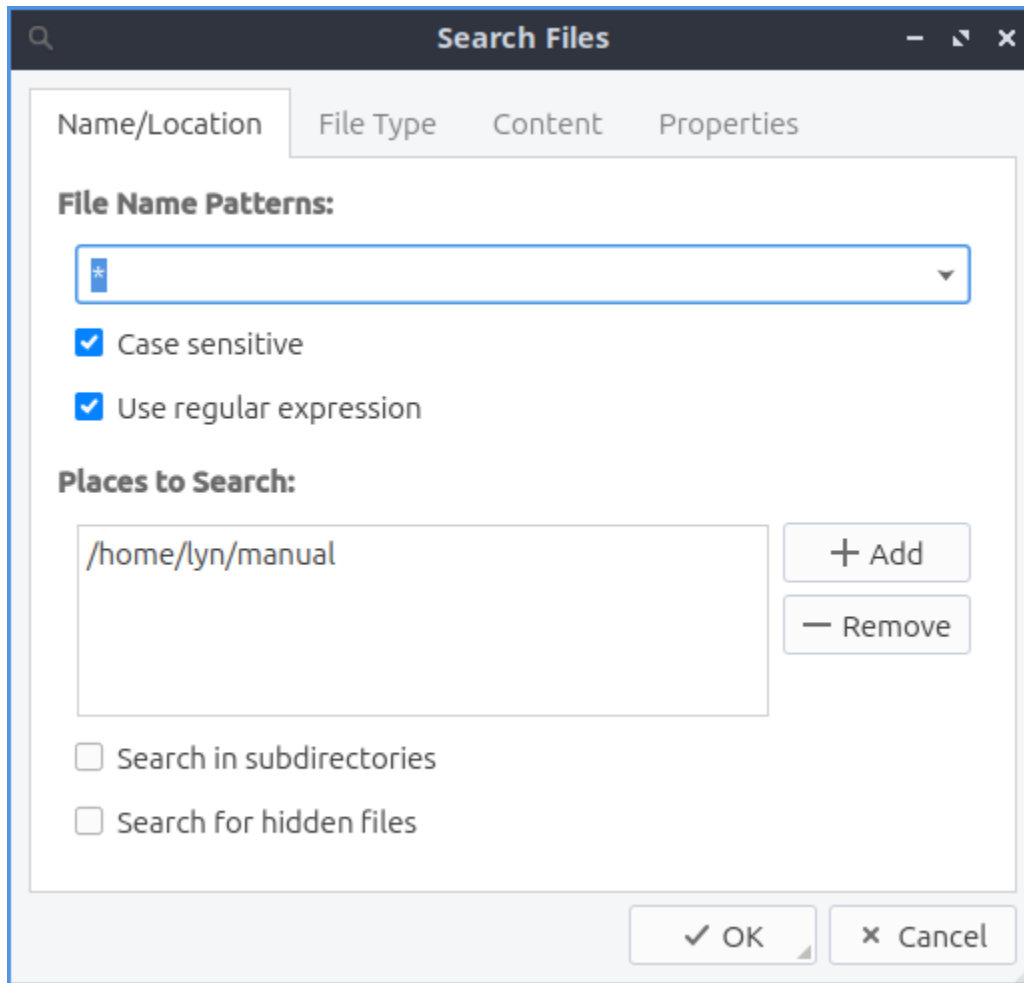 Search Files
Name/Location File Type Content Properties
File Name Patterns:
*
Case sensitive
Use regular expression
Places to Search:
/home/lyn/manual
Add
Remove
Search in subdirectories
Search for hidden files
OK Cancel